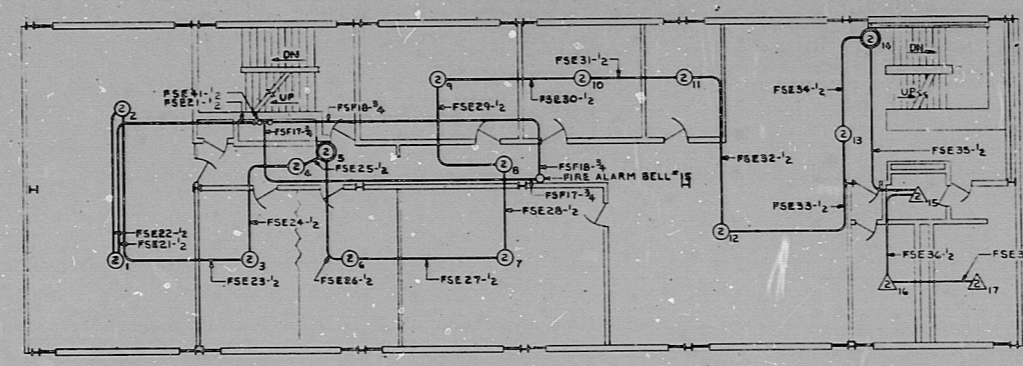 DN
UP
FSE41-½
FSE21-½
2 2
FSF17-¾
FSF18-¾
2 9
FSE31-½
2 10
FSE30-½
2 11
FSE29-½
2 14
DN
UP
FSE34-½
2 13
FSE35-½
2 5
2 4
FSE25-½
2 8
FSF18-¾
FIRE ALARM BELL #15
FSF17-¾
FSE32-½
FSE33-½
2 15
FSE22-½
FSE21-½
FSE24-½
FSE28-½
2 12
2 1
2 3
FSE23-½
FSE26-½
2 6
FSE27-½
2 7
FSE36-½
FSE3
2 16
2 17